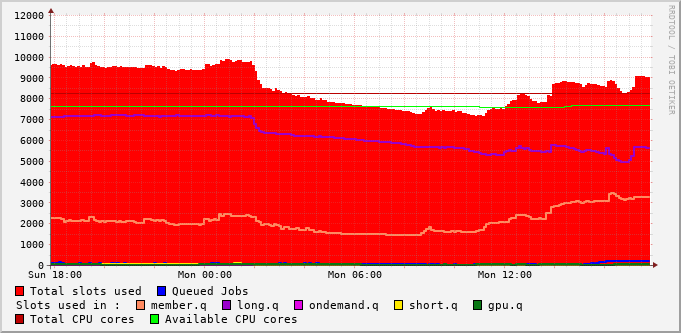 12000
11000
10000
9000
8000
7000
6000
5000
4000
3000
2000
1000
0
Sun 18:00 Mon 00:00 Mon 06:00 Mon 12:00
RRDTOOL / TOBI OETIKER
Total slots used Queued Jobs
Slots used in : member.q long.q ondemand.q short.q gpu.q
Total CPU cores Available CPU cores